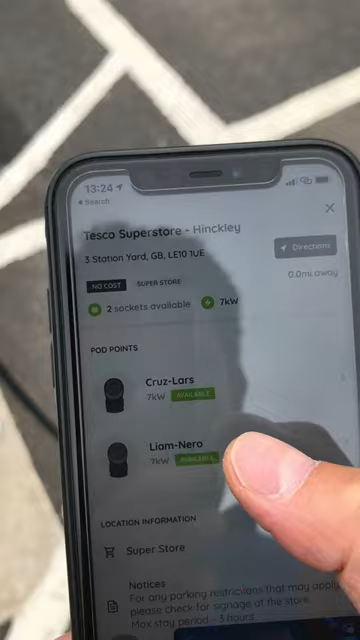 13:24
Search
Tesco Superstore - Hinckley
3 Station Yard, GB, LE10 1UE
Directions
0.0mi away
NO COST SUPER STORE
2 sockets available 7kW
POD POINTS
Cruz-Lars
7kW AVAILABLE
Liam-Nero
7kW AVAILABLE
LOCATION INFORMATION
Super Store
Notices
For any parking restrictions that may apply
please check for signage at the store.
Max stay period - 3 hours